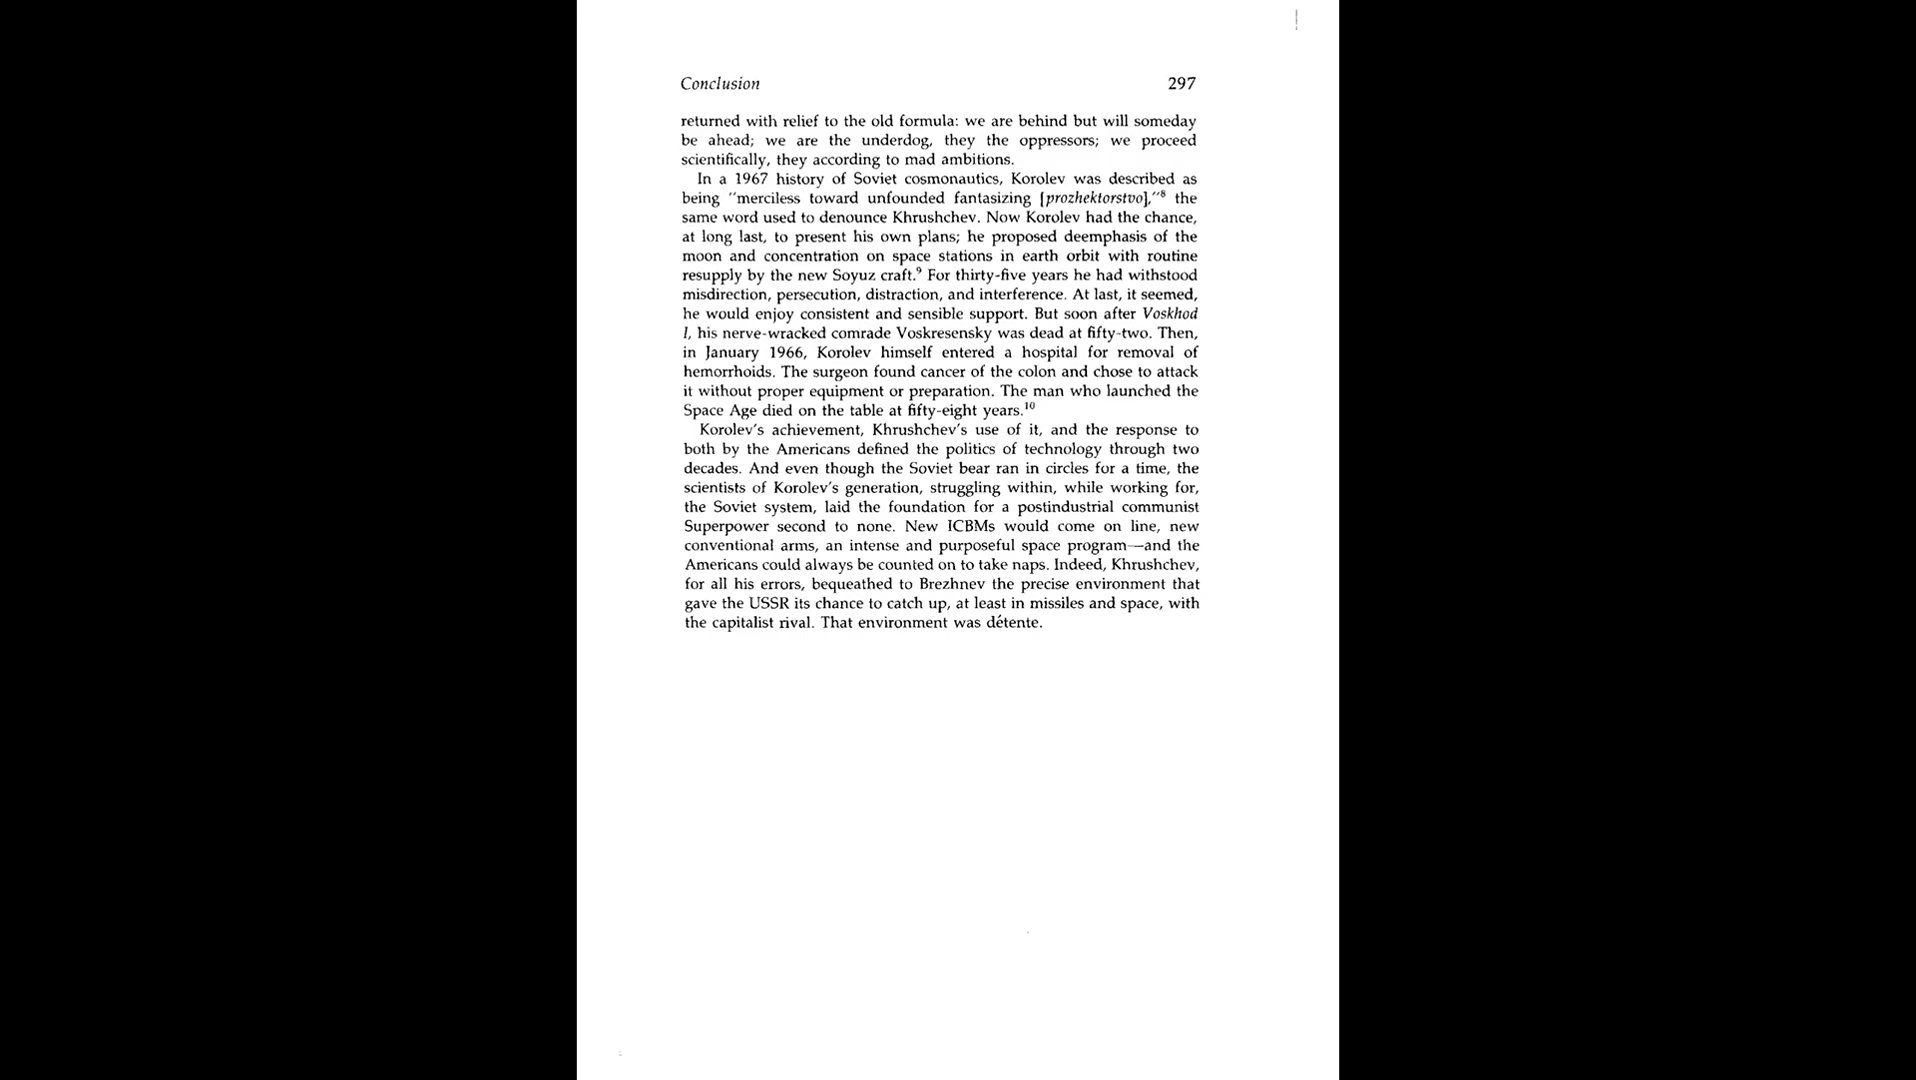 Conclusion 297
returned with relief to the old formula: we are behind but will someday
be ahead; we are the underdog, they the oppressors; we proceed
scientifically, they according to mad ambitions.
In a 1967 history of Soviet cosmonautics, Korolev was described as
being "merciless toward unfounded fantasizing [prozhektorstvo],"⁸ the
same word used to denounce Khrushchev. Now Korolev had the chance,
at long last, to present his own plans; he proposed deemphasis of the
moon and concentration on space stations in earth orbit with routine
resupply by the new Soyuz craft.⁹ For thirty-five years he had withstood
misdirection, persecution, distraction, and interference. At last, it seemed,
he would enjoy consistent and sensible support. But soon after Voskhod
I, his nerve-wracked comrade Voskresensky was dead at fifty-two. Then,
in January 1966, Korolev himself entered a hospital for removal of
hemorrhoids. The surgeon found cancer of the colon and chose to attack
it without proper equipment or preparation. The man who launched the
Space Age died on the table at fifty-eight years.¹⁰
Korolev's achievement, Khrushchev's use of it, and the response to
both by the Americans defined the politics of technology through two
decades. And even though the Soviet bear ran in circles for a time, the
scientists of Korolev's generation, struggling within, while working for,
the Soviet system, laid the foundation for a postindustrial communist
Superpower second to none. New ICBMs would come on line, new
conventional arms, an intense and purposeful space program—and the
Americans could always be counted on to take naps. Indeed, Khrushchev,
for all his errors, bequeathed to Brezhnev the precise environment that
gave the USSR its chance to catch up, at least in missiles and space, with
the capitalist rival. That environment was détente.